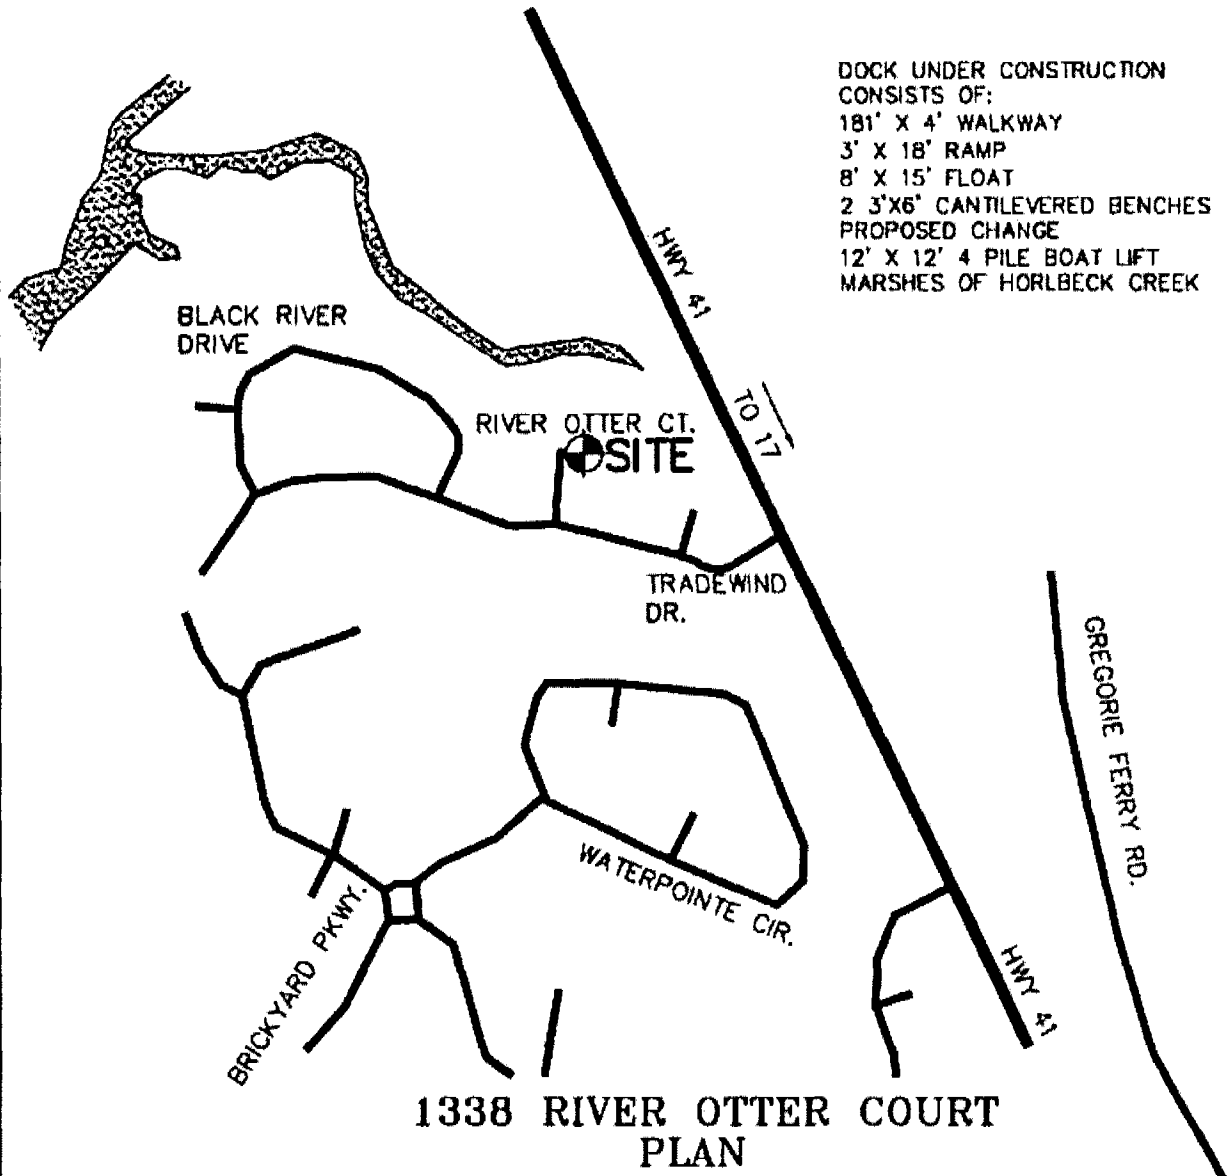 DOCK UNDER CONSTRUCTION
CONSISTS OF:
181' X 4' WALKWAY
3' X 18' RAMP
8' X 15' FLOAT
2 3'X6' CANTILEVERED BENCHES
PROPOSED CHANGE
12' X 12' 4 PILE BOAT LIFT
MARSHES OF HORLBECK CREEK
HWY 41
BLACK RIVER
DRIVE
TO 17
RIVER OTTER CT.
SITE
TRADEWIND
DR.
GREGORIE FERRY RD.
WATERPOINTE CIR.
BRICKYARD PKWY.
HWY 41
1338 RIVER OTTER COURT
PLAN